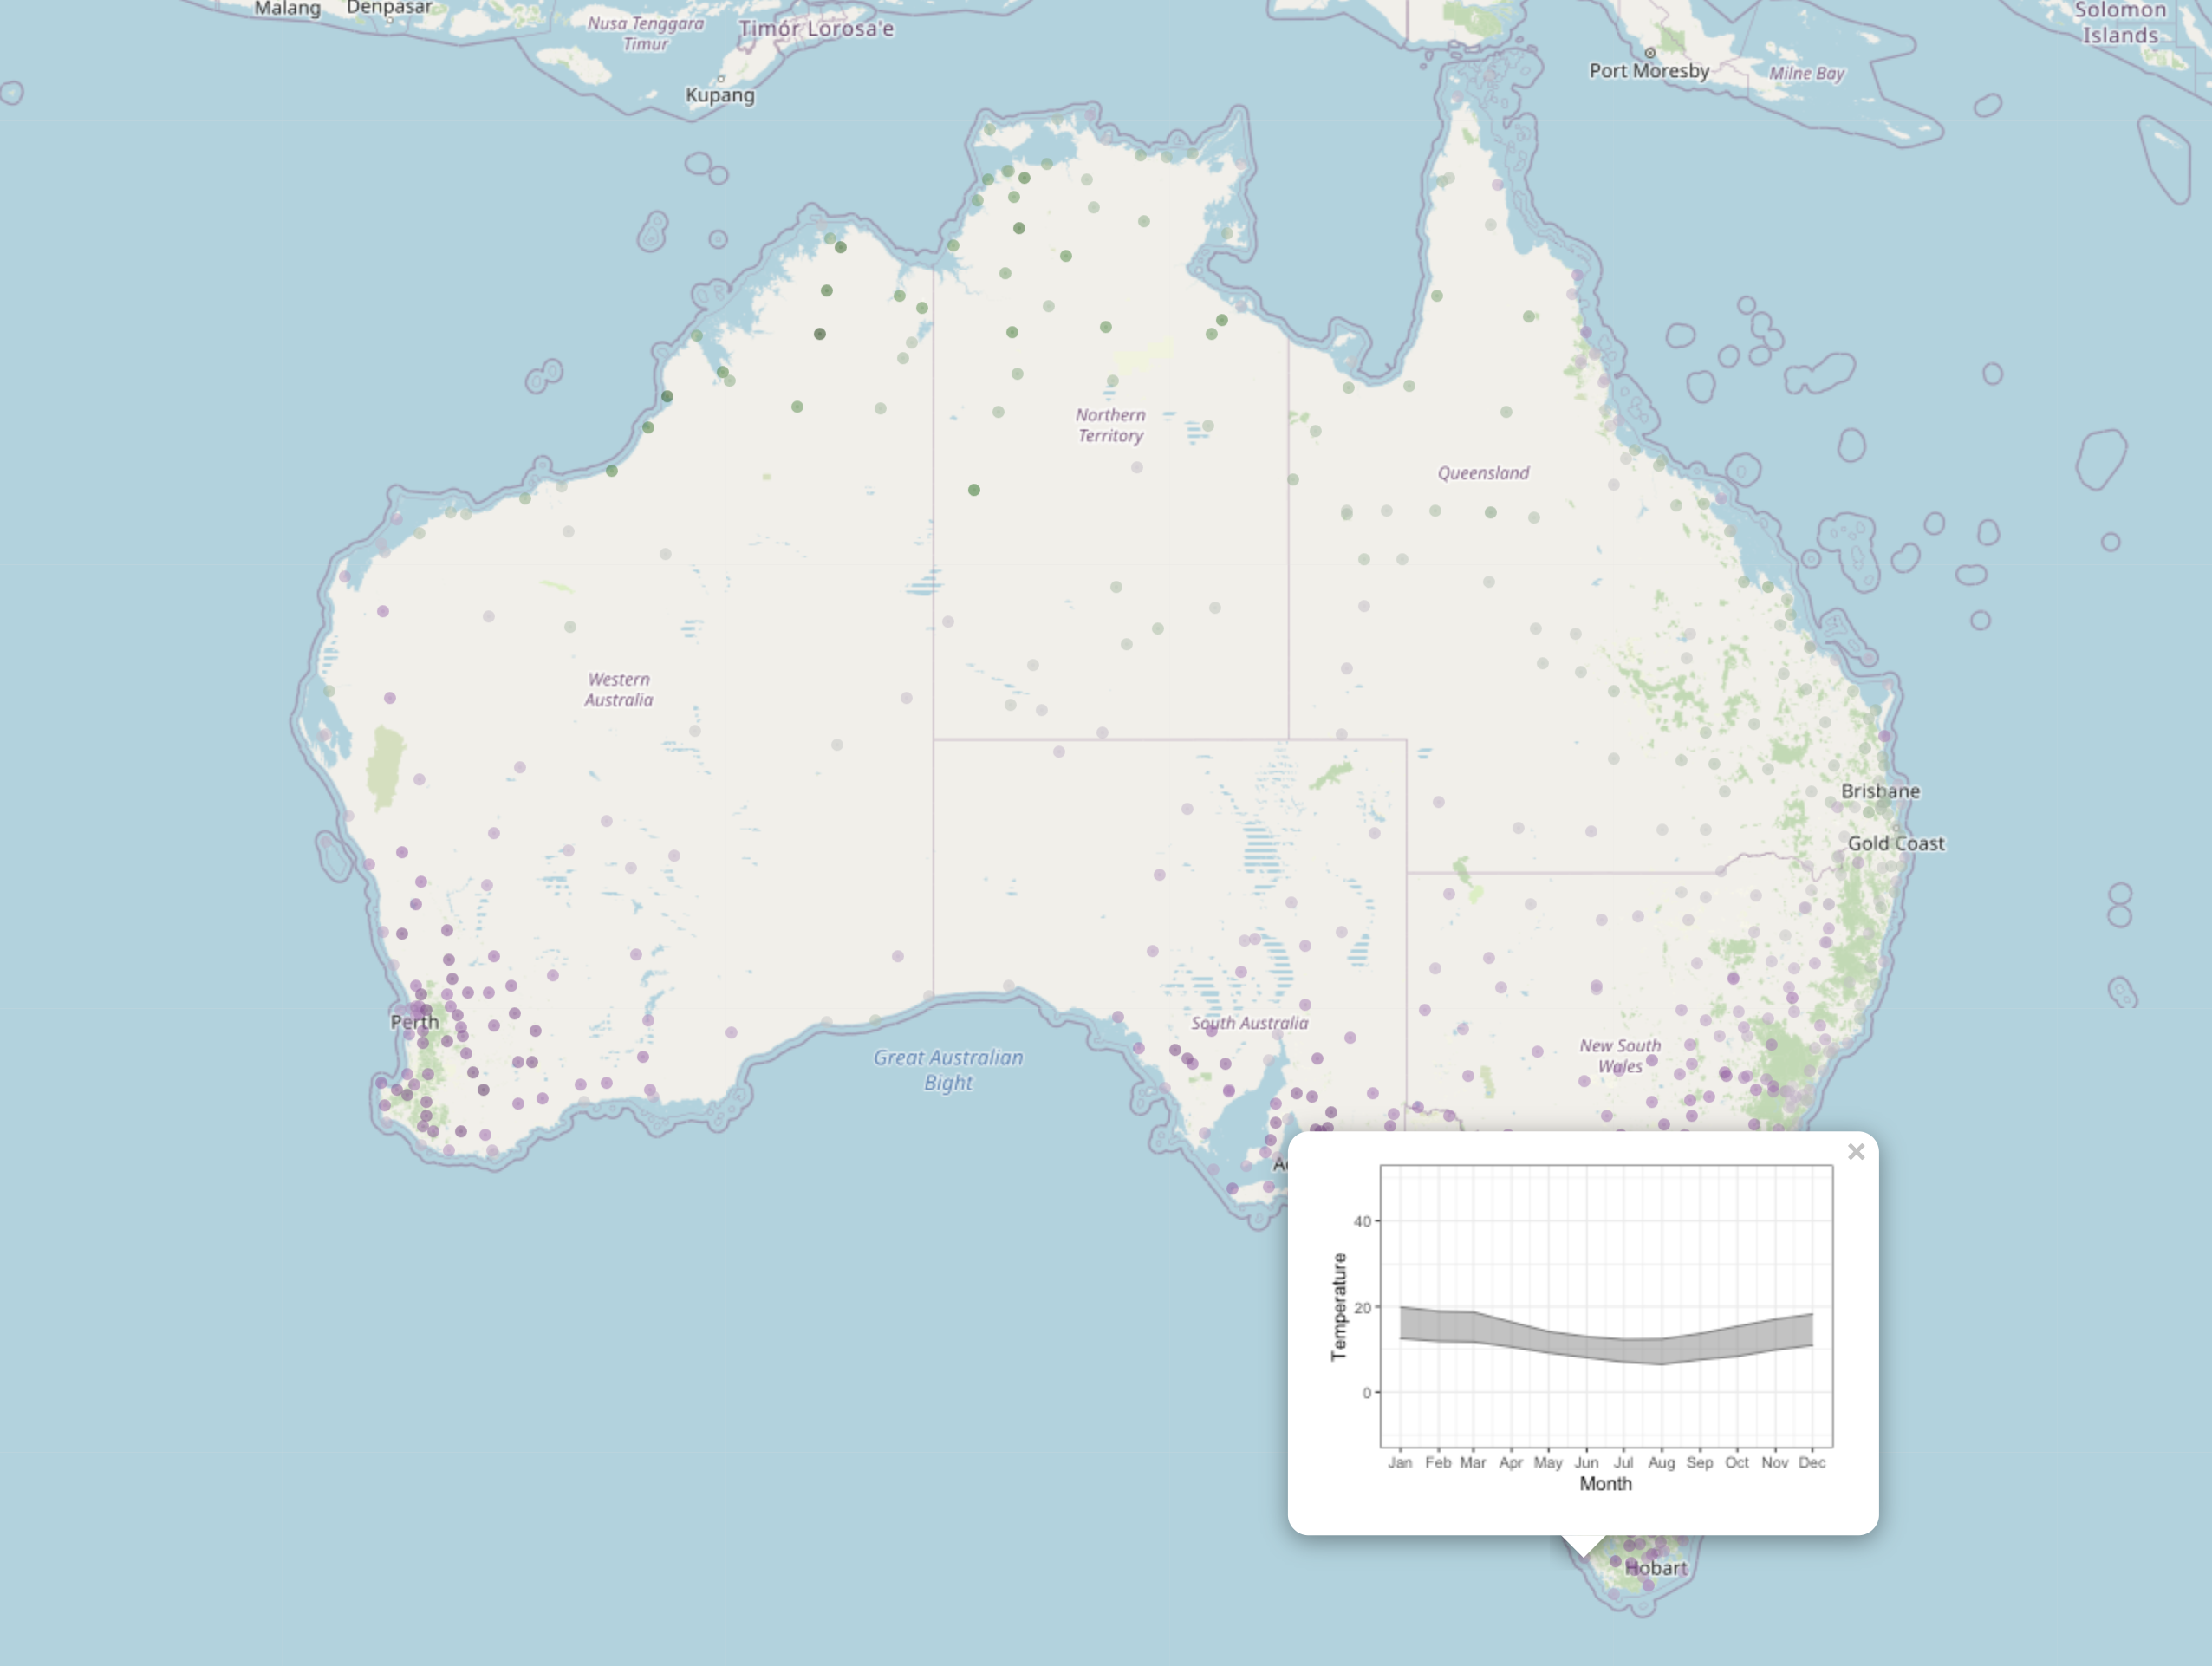 Malang
Denpasar
Nusa Tenggara
Timur
Timór Lorosa'e
Kupang
Port Moresby
Milne Bay
Solomon
Islands
Northern
Territory
Queensland
Western
Australia
Brisbane
Gold Coast
Perth
South Australia
New South
Wales
Great Australian
Bight
×
40
20
0
Temperature
Jan Feb Mar Apr May Jun Jul Aug Sep Oct Nov Dec
Month
Hobart